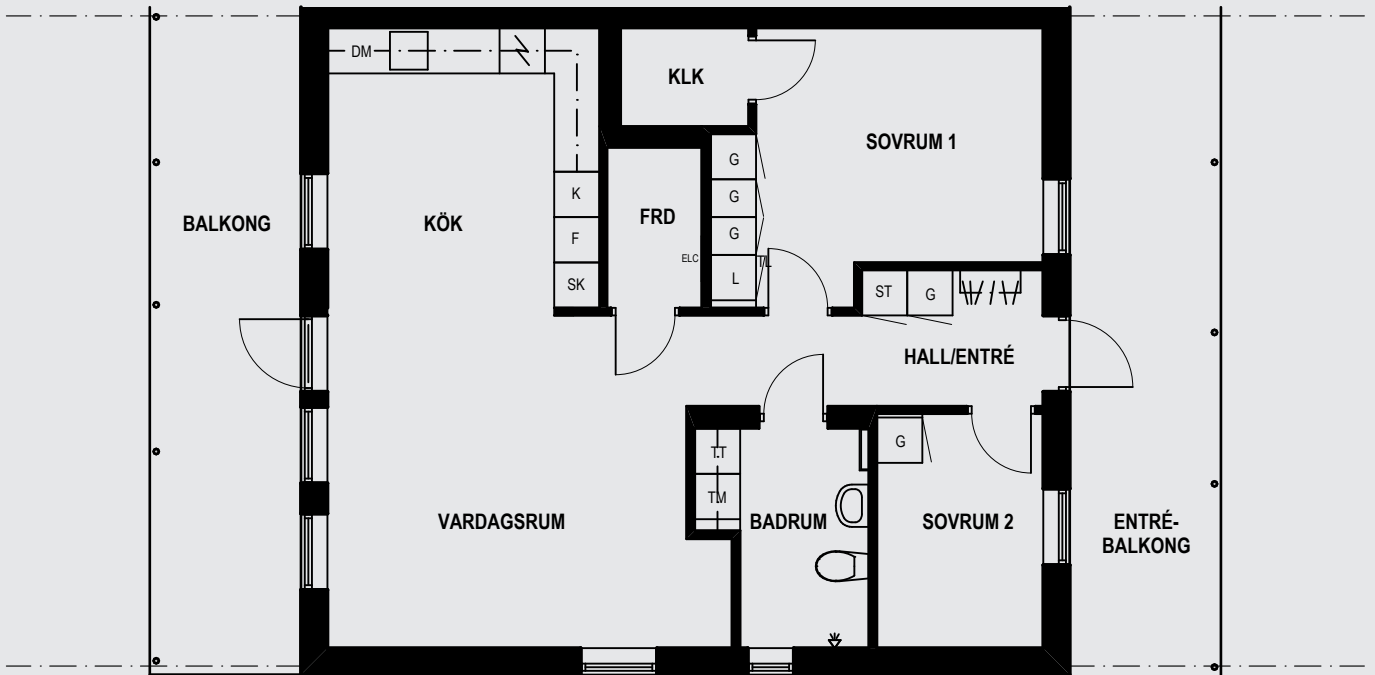 DM
KLK
SOVRUM 1
G
K
G
FRD
BALKONG
KÖK
G
F
ELC
T/L
L
SK
ST
G
HALL/ENTRÉ
G
TT
TM
VARDAGSRUM
BADRUM
SOVRUM 2
ENTRÉ-
BALKONG